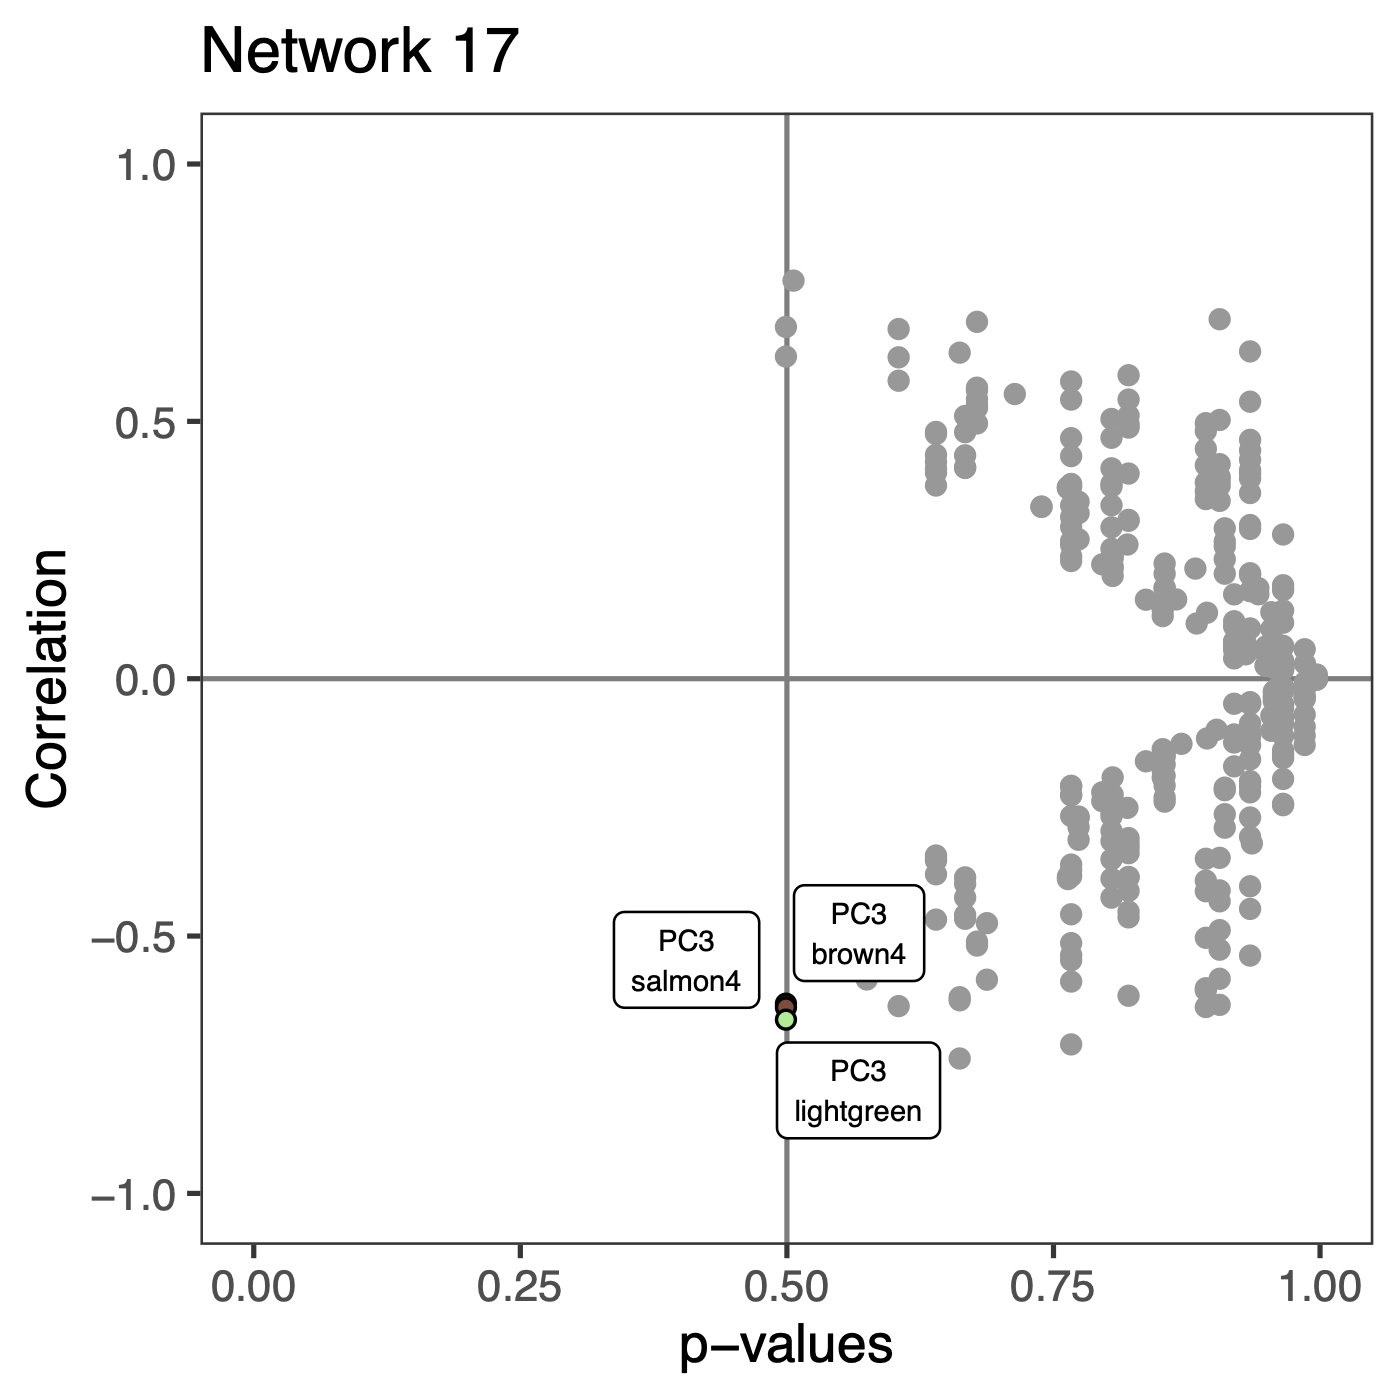 Network 17
1.0
0.5
0.0
−0.5
−1.0
Correlation
PC3
salmon4
PC3
brown4
PC3
lightgreen
0.00
0.25
0.50
0.75
1.00
p−values